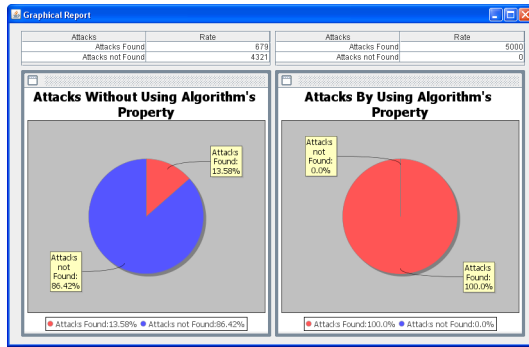 Graphical Report
Attacks Rate
Attacks Found 679
Attacks not Found 4321
Attacks Rate
Attacks Found 5000
Attacks not Found 0
Attacks Without Using Algorithm's
Property
Attacks
Found:
13.58%
Attacks
not
Found:
86.42%
Attacks Found:13.58% Attacks not Found:86.42%
Attacks By Using Algorithm's
Property
Attacks
not
Found:
0.0%
Attacks
Found:
100.0%
Attacks Found:100.0% Attacks not Found:0.0%